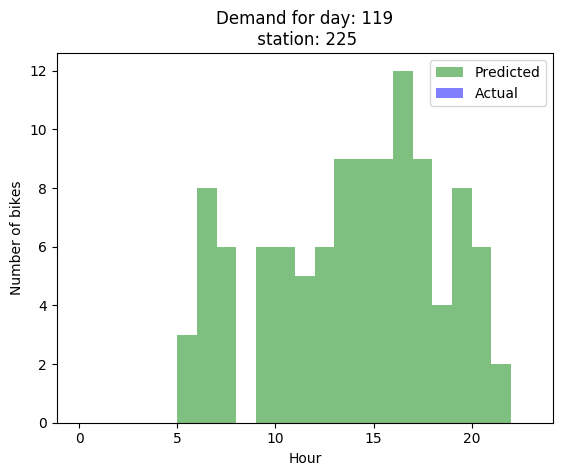 Demand for day: 119
station: 225
Predicted
Actual
Number of bikes
12
10
8
6
4
2
0
0
5
10
15
20
Hour